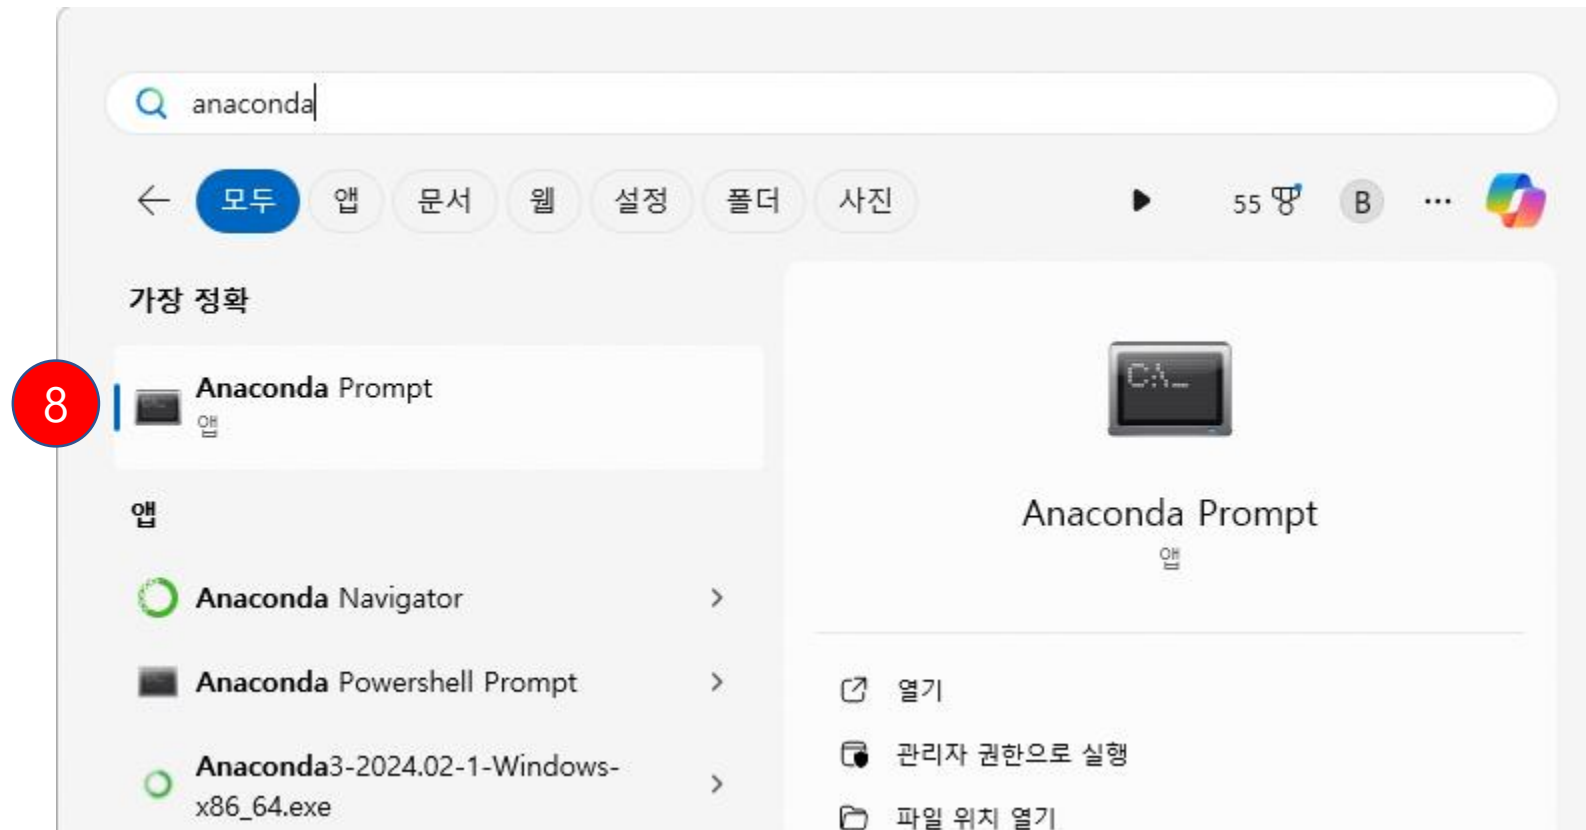 anaconda
모두 앱 문서 웹 설정 폴더 사진 55 B ...
가장 정확
8
Anaconda Prompt
앱
앱
Anaconda Navigator
Anaconda Powershell Prompt
Anaconda3-2024.02-1-Windows-
x86_64.exe
C:\_
Anaconda Prompt
앱
열기
관리자 권한으로 실행
파일 위치 열기